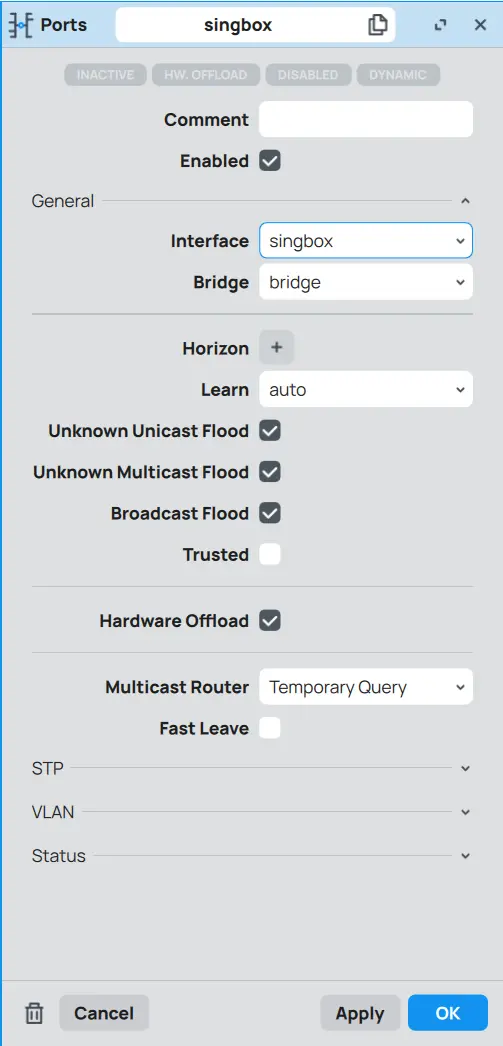 Ports singbox
INACTIVE HW. OFFLOAD DISABLED DYNAMIC
Comment
Enabled
General
Interface singbox
Bridge bridge
Horizon +
Learn auto
Unknown Unicast Flood
Unknown Multicast Flood
Broadcast Flood
Trusted
Hardware Offload
Multicast Router Temporary Query
Fast Leave
STP
VLAN
Status
Cancel Apply OK